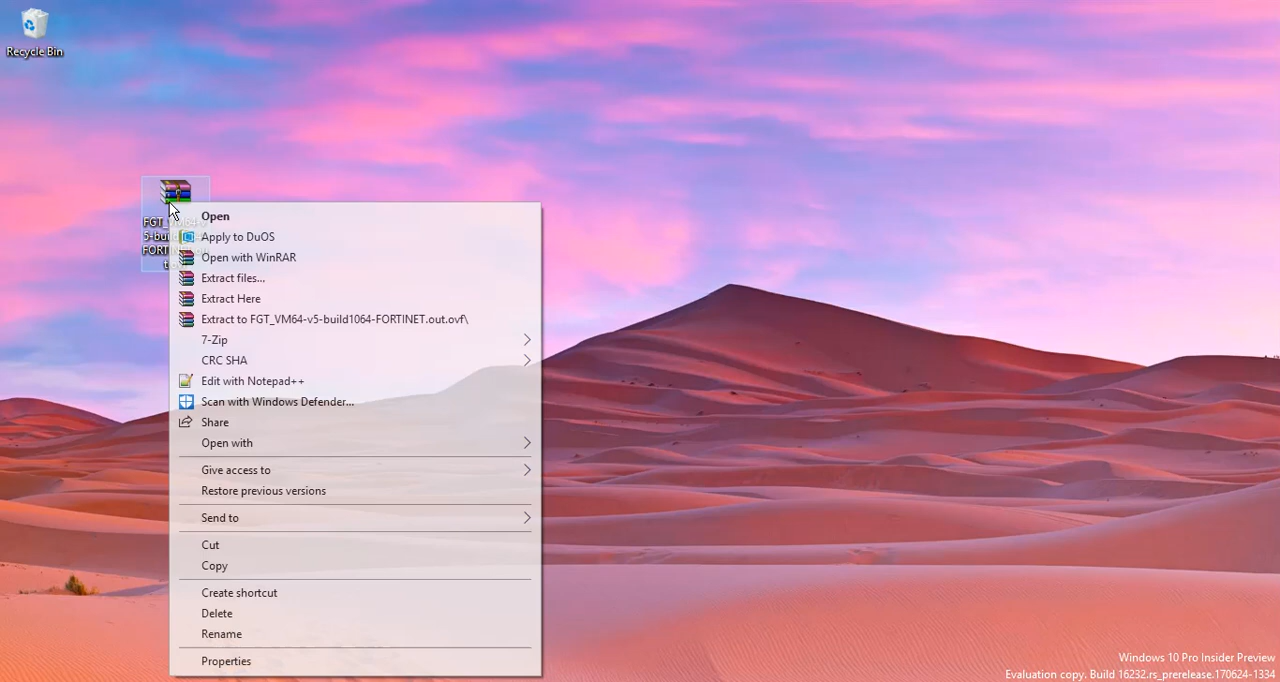 Recycle Bin
FGT_VM64-v
5-build
FORTIN
Open
Apply to DuOS
Open with WinRAR
Extract files...
Extract Here
Extract to FGT_VM64-v5-build1064-FORTINET.out.ovf\
7-Zip
CRC SHA
Edit with Notepad++
Scan with Windows Defender...
Share
Open with
Give access to
Restore previous versions
Send to
Cut
Copy
Create shortcut
Delete
Rename
Properties
Windows 10 Pro Insider Preview
Evaluation copy. Build 16232.rs_prerelease.170624-1334